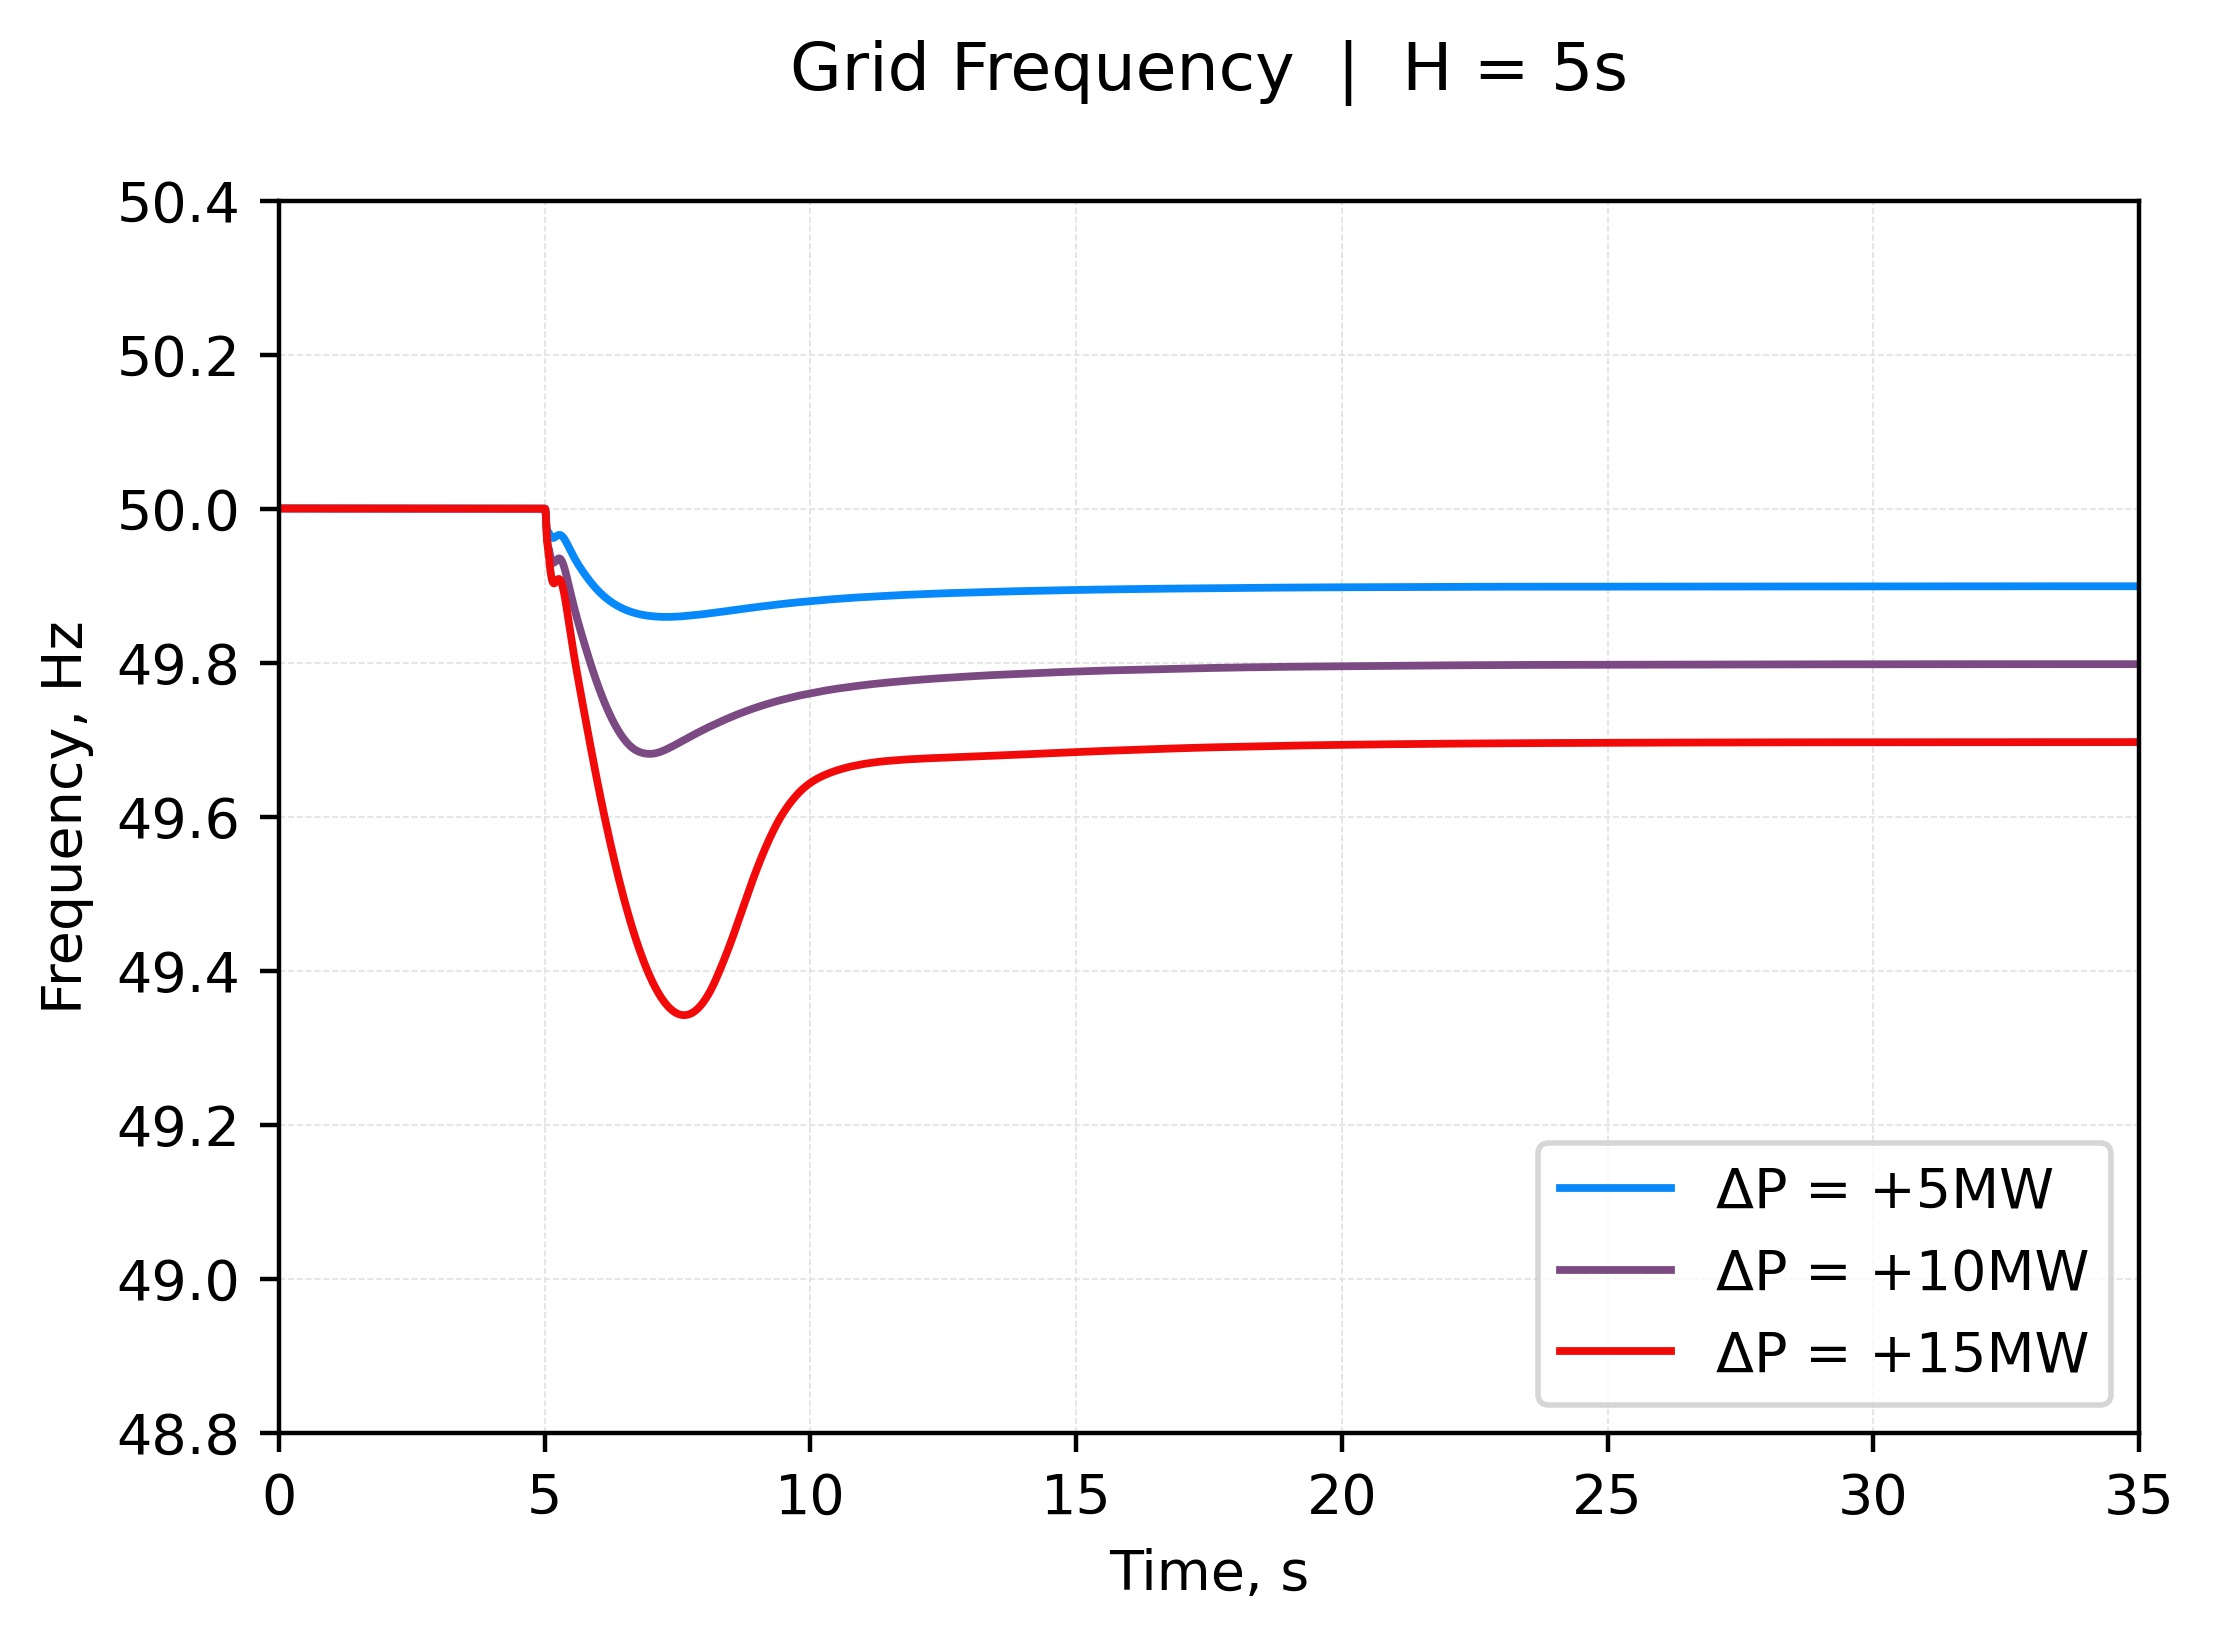 Grid Frequency | H = 5s
50.4
50.2
50.0
49.8
49.6
49.4
49.2
49.0
48.8
Frequency, Hz
0 5 10 15 20 25 30 35
Time, s
ΔP = +5MW
ΔP = +10MW
ΔP = +15MW